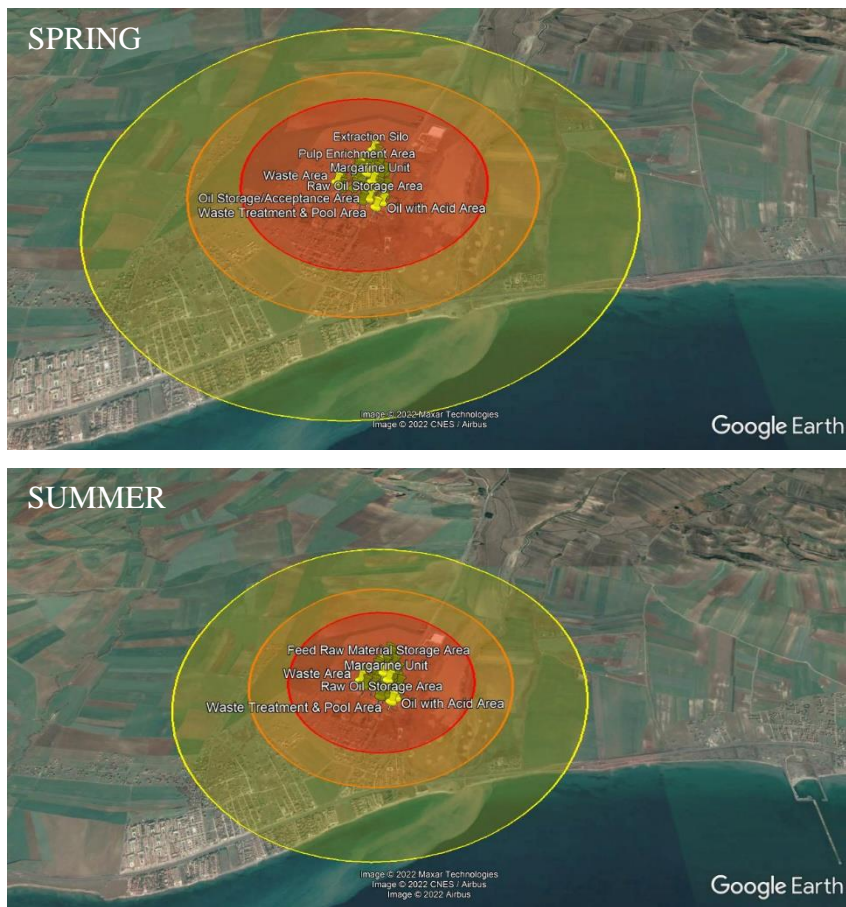 SPRING
Extraction Silo
Pulp Enrichment Area
Margarine Unit
Waste Area
Raw Oil Storage Area
Oil Storage/Acceptance Area
Oil with Acid Area
Waste Treatment & Pool Area
Image © 2022 Maxar Technologies
Image © 2022 CNES / Airbus
Google Earth
SUMMER
Feed Raw Material Storage Area
Margarine Unit
Waste Area
Raw Oil Storage Area
Waste Treatment & Pool Area
Oil with Acid Area
Image © 2022 Maxar Technologies
Image © 2022 CNES / Airbus
Image © 2022 Airbus
Google Earth